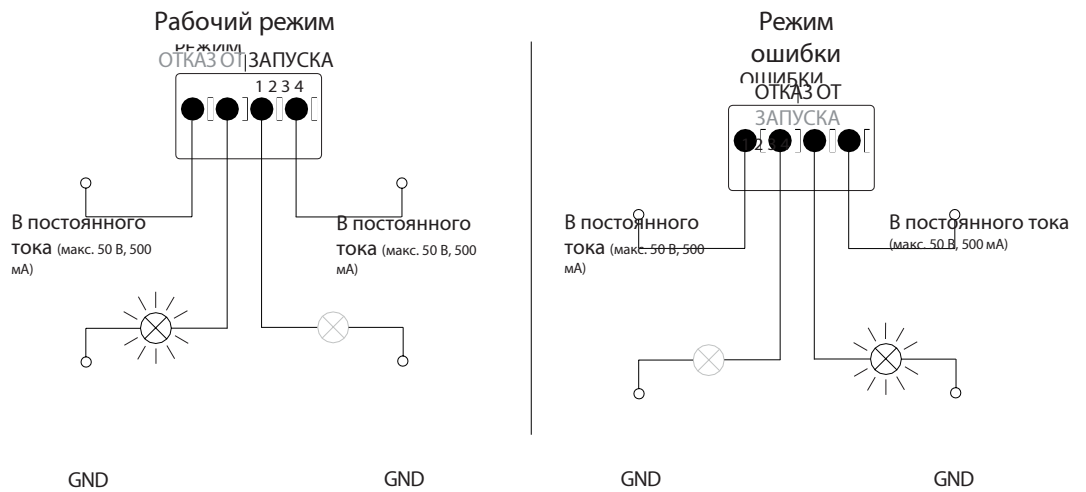 Рабочий режим
РЕЖИМ
ОТКАЗ ОТ ЗАПУСКА
1 2 3 4
В постоянного
тока (макс. 50 В, 500
мА)
В постоянного
тока (макс. 50 В, 500
мА)
GND
GND
Режим
ошибки
ОШИБКИ
ОТКАЗ ОТ
ЗАПУСКА
1 2 3 4
В постоянного
тока (макс. 50 В, 500
мА)
В постоянного тока
(макс. 50 В, 500 мА)
GND
GND